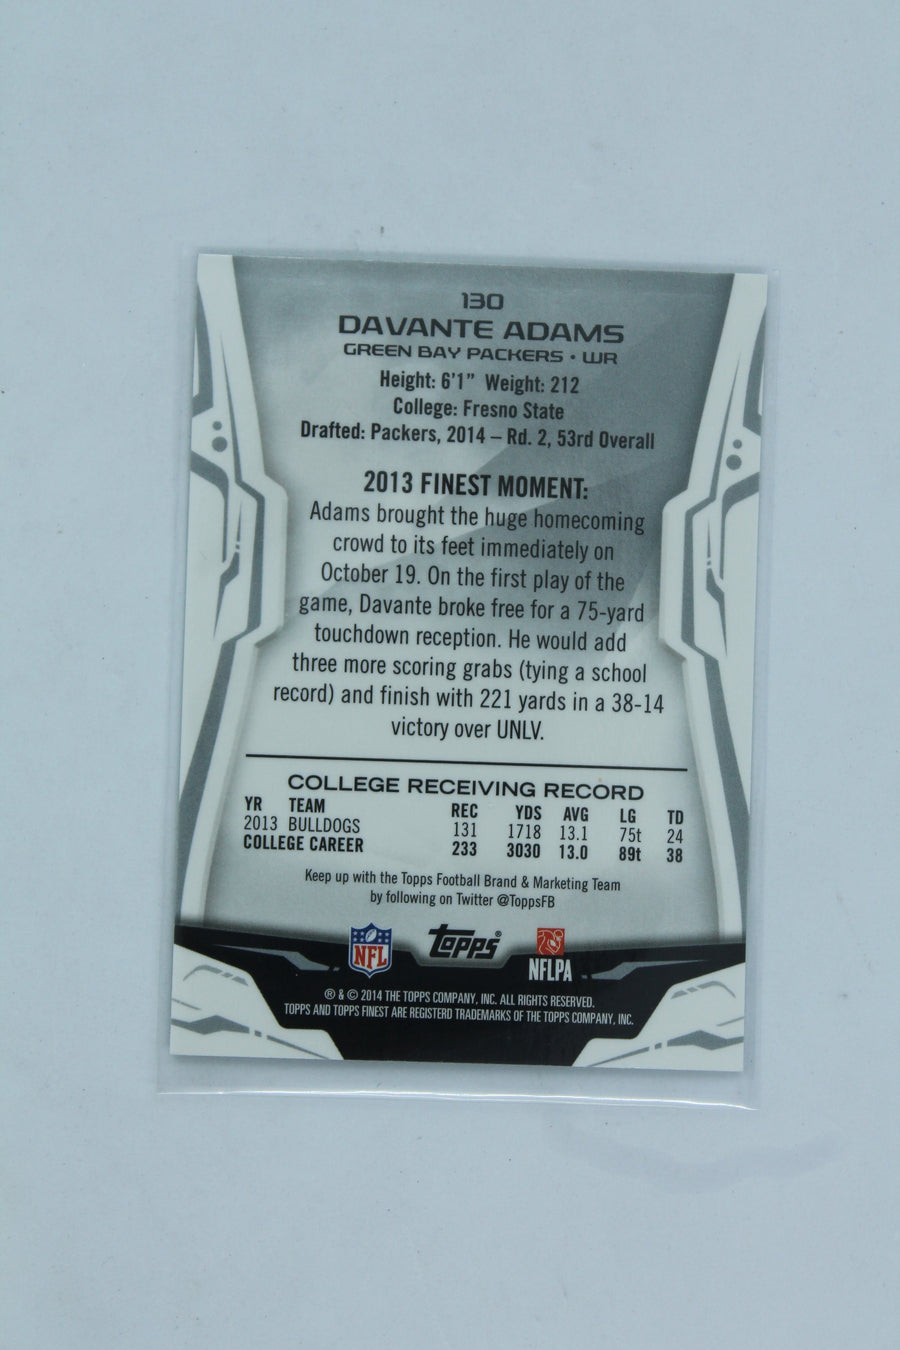 130
DAVANTE ADAMS
GREEN BAY PACKERS • WR
Height: 6'1" Weight: 212
College: Fresno State
Drafted: Packers, 2014 – Rd. 2, 53rd Overall
2013 FINEST MOMENT:
Adams brought the huge homecoming
crowd to its feet immediately on
October 19. On the first play of the
game, Davante broke free for a 75-yard
touchdown reception. He would add
three more scoring grabs (tying a school
record) and finish with 221 yards in a 38-14
victory over UNLV.
COLLEGE RECEIVING RECORD
YR TEAM REC YDS AVG LG TD
2013 BULLDOGS 131 1718 13.1 75t 24
COLLEGE CAREER 233 3030 13.0 89t 38
Keep up with the Topps Football Brand & Marketing Team
by following on Twitter @ToppsFB
NFL Topps® NFLPA
® & © 2014 THE TOPPS COMPANY, INC. ALL RIGHTS RESERVED.
TOPPS AND TOPPS FINEST ARE REGISTERD TRADEMARKS OF THE TOPPS COMPANY, INC.